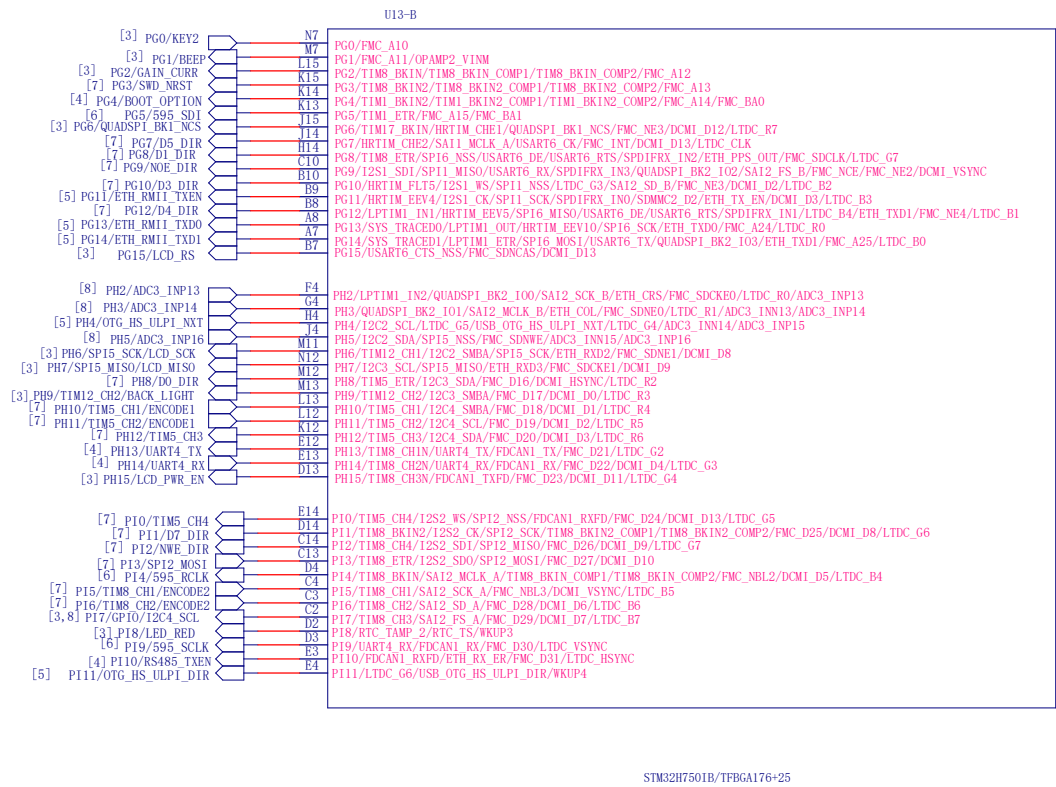 U13-B
[3] PG0/KEY2 N7 PG0/FMC_A10
[3] PG1/BEEP M7 PG1/FMC_A11/OPAMP2_VINM
[3] PG2/GAIN_CURR L15 PG2/TIM8_BKIN/TIM8_BKIN_COMP1/TIM8_BKIN_COMP2/FMC_A12
[7] PG3/SWD_NRST K15 PG3/TIM8_BKIN2/TIM8_BKIN2_COMP1/TIM8_BKIN2_COMP2/FMC_A13
[4] PG4/BOOT_OPTION K14 PG4/TIM1_BKIN2/TIM1_BKIN2_COMP1/TIM1_BKIN2_COMP2/FMC_A14/FMC_BA0
[6] PG5/595_SDI K13 PG5/TIM1_ETR/FMC_A15/FMC_BA1
[3] PG6/QUADSPI_BK1_NCS J15 PG6/TIM17_BKIN/HRTIM_CHE1/QUADSPI_BK1_NCS/FMC_NE3/DCMI_D12/LTDC_R7
[7] PG7/D5_DIR J14 PG7/HRTIM_CHE2/SAI1_MCLK_A/USART6_CK/FMC_INT/DCMI_D13/LTDC_CLK
[7] PG8/D1_DIR H14 PG8/TIM8_ETR/SPI6_NSS/USART6_DE/USART6_RTS/SPDIFRX_IN2/ETH_PPS_OUT/FMC_SDCLK/LTDC_G7
[7] PG9/NOE_DIR C10 PG9/I2S1_SDI/SPI1_MISO/USART6_RX/SPDIFRX_IN3/QUADSPI_BK2_IO2/SAI2_FS_B/FMC_NCE/FMC_NE2/DCMI_VSYNC
[7] PG10/D3_DIR B10 PG10/HRTIM_FLT5/I2S1_WS/SPI1_NSS/LTDC_G3/SAI2_SD_B/FMC_NE3/DCMI_D2/LTDC_B2
[5] PG11/ETH_RMII_TXEN B9 PG11/HRTIM_EEV4/I2S1_CK/SPI1_SCK/SPDIFRX_IN0/SDMMC2_D2/ETH_TX_EN/DCMI_D3/LTDC_B3
[7] PG12/D4_DIR B8 PG12/LPTIM1_IN1/HRTIM_EEV5/SPI6_MISO/USART6_DE/USART6_RTS/SPDIFRX_IN1/LTDC_B4/ETH_TXD1/FMC_NE4/LTDC_B1
[5] PG13/ETH_RMII_TXD0 A8 PG13/SYS_TRACED0/LPTIM1_OUT/HRTIM_EEV10/SPI6_SCK/ETH_TXD0/FMC_A24/LTDC_R0
[5] PG14/ETH_RMII_TXD1 A7 PG14/SYS_TRACED1/LPTIM1_ETR/SPI6_MOSI/USART6_TX/QUADSPI_BK2_IO3/ETH_TXD1/FMC_A25/LTDC_B0
[3] PG15/LCD_RS B7 PG15/USART6_CTS_NSS/FMC_SDNCAS/DCMI_D13
[8] PH2/ADC3_INP13 F4 PH2/LPTIM1_IN2/QUADSPI_BK2_IO0/SAI2_SCK_B/ETH_CRS/FMC_SDCKE0/LTDC_R0/ADC3_INP13
[8] PH3/ADC3_INP14 G4 PH3/QUADSPI_BK2_IO1/SAI2_MCLK_B/ETH_COL/FMC_SDNE0/LTDC_R1/ADC3_INN13/ADC3_INP14
[5] PH4/OTG_HS_ULPI_NXT H4 PH4/I2C2_SCL/LTDC_G5/USB_OTG_HS_ULPI_NXT/LTDC_G4/ADC3_INN14/ADC3_INP15
[8] PH5/ADC3_INP16 J4 PH5/I2C2_SDA/SPI5_NSS/FMC_SDNWE/ADC3_INN15/ADC3_INP16
[3] PH6/SPI5_SCK/LCD_SCK M11 PH6/TIM12_CH1/I2C2_SMBA/SPI5_SCK/ETH_RXD2/FMC_SDNE1/DCMI_D8
[3] PH7/SPI5_MISO/LCD_MISO N12 PH7/I2C3_SCL/SPI5_MISO/ETH_RXD3/FMC_SDCKE1/DCMI_D9
[7] PH8/D0_DIR M12 PH8/TIM5_ETR/I2C3_SDA/FMC_D16/DCMI_HSYNC/LTDC_R2
[3] PH9/TIM12_CH2/BACK_LIGHT M13 PH9/TIM12_CH2/I2C3_SMBA/FMC_D17/DCMI_D0/LTDC_R3
[7] PH10/TIM5_CH1/ENCODE1 L13 PH10/TIM5_CH1/I2C4_SMBA/FMC_D18/DCMI_D1/LTDC_R4
[7] PH11/TIM5_CH2/ENCODE1 L12 PH11/TIM5_CH2/I2C4_SCL/FMC_D19/DCMI_D2/LTDC_R5
[7] PH12/TIM5_CH3 K12 PH12/TIM5_CH3/I2C4_SDA/FMC_D20/DCMI_D3/LTDC_R6
[4] PH13/UART4_TX E12 PH13/TIM8_CH1N/UART4_TX/FDCAN1_TX/FMC_D21/LTDC_G2
[4] PH14/UART4_RX E13 PH14/TIM8_CH2N/UART4_RX/FDCAN1_RX/FMC_D22/DCMI_D4/LTDC_G3
[3] PH15/LCD_PWR_EN D13 PH15/TIM8_CH3N/FDCAN1_TXFD/FMC_D23/DCMI_D11/LTDC_G4
[7] PI0/TIM5_CH4 E14 PI0/TIM5_CH4/I2S2_WS/SPI2_NSS/FDCAN1_RXFD/FMC_D24/DCMI_D13/LTDC_G5
[7] PI1/D7_DIR D14 PI1/TIM8_BKIN2/I2S2_CK/SPI2_SCK/TIM8_BKIN2_COMP1/TIM8_BKIN2_COMP2/FMC_D25/DCMI_D8/LTDC_G6
[7] PI2/NWE_DIR C14 PI2/TIM8_CH4/I2S2_SDI/SPI2_MISO/FMC_D26/DCMI_D9/LTDC_G7
[7] PI3/SPI2_MOSI C13 PI3/TIM8_ETR/I2S2_SDO/SPI2_MOSI/FMC_D27/DCMI_D10
[6] PI4/595_RCLK D4 PI4/TIM8_BKIN/SAI2_MCLK_A/TIM8_BKIN_COMP1/TIM8_BKIN_COMP2/FMC_NBL2/DCMI_D5/LTDC_B4
[7] PI5/TIM8_CH1/ENCODE2 C4 PI5/TIM8_CH1/SAI2_SCK_A/FMC_NBL3/DCMI_VSYNC/LTDC_B5
[7] PI6/TIM8_CH2/ENCODE2 C3 PI6/TIM8_CH2/SAI2_SD_A/FMC_D28/DCMI_D6/LTDC_B6
[3,8] PI7/GPIO/I2C4_SCL C2 PI7/TIM8_CH3/SAI2_FS_A/FMC_D29/DCMI_D7/LTDC_B7
[3] PI8/LED_RED D2 PI8/RTC_TAMP_2/RTC_TS/WKUP3
[6] PI9/595_SCLK D3 PI9/UART4_RX/FDCAN1_RX/FMC_D30/LTDC_VSYNC
[4] PI10/RS485_TXEN E3 PI10/FDCAN1_RXFD/ETH_RX_ER/FMC_D31/LTDC_HSYNC
[5] PI11/OTG_HS_ULPI_DIR E4 PI11/LTDC_G6/USB_OTG_HS_ULPI_DIR/WKUP4
STM32H750IB/TFBGA176+25